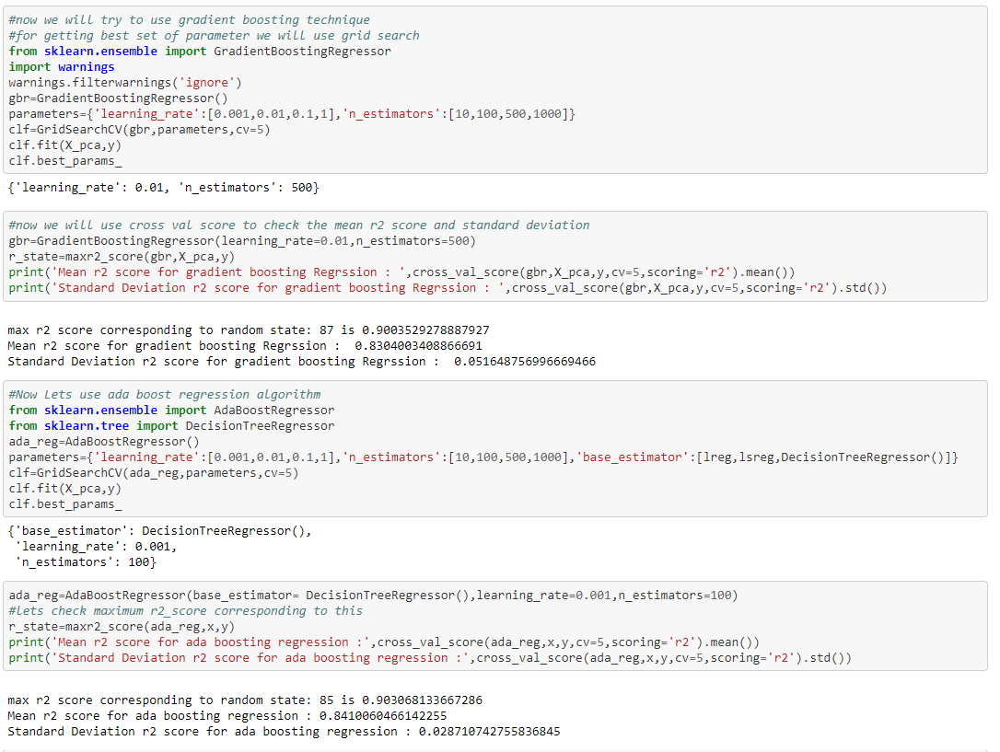 #now we will try to use gradient boosting technique
#for getting best set of parameter we will use grid search
from sklearn.ensemble import GradientBoostingRegressor
import warnings
warnings.filterwarnings('ignore')
gbr=GradientBoostingRegressor()
parameters={'learning_rate':[0.001,0.01,0.1,1],'n_estimators':[10,100,500,1000]}
clf=GridSearchCV(gbr,parameters,cv=5)
clf.fit(X_pca,y)
clf.best_params_
{'learning_rate': 0.01, 'n_estimators': 500}
#now we will use cross val score to check the mean r2 score and standard deviation
gbr=GradientBoostingRegressor(learning_rate=0.01,n_estimators=500)
r_state=maxr2_score(gbr,X_pca,y)
print('Mean r2 score for gradient boosting Regrssion : ',cross_val_score(gbr,X_pca,y,cv=5,scoring='r2').mean())
print('Standard Deviation r2 score for gradient boosting Regrssion : ',cross_val_score(gbr,X_pca,y,cv=5,scoring='r2').std())
max r2 score corresponding to random state: 87 is 0.9003529278887927
Mean r2 score for gradient boosting Regrssion :  0.8304003408866691
Standard Deviation r2 score for gradient boosting Regrssion :  0.051648756996669466
#Now Lets use ada boost regression algorithm
from sklearn.ensemble import AdaBoostRegressor
from sklearn.tree import DecisionTreeRegressor
ada_reg=AdaBoostRegressor()
parameters={'learning_rate':[0.001,0.01,0.1,1],'n_estimators':[10,100,500,1000],'base_estimator':[lreg,lsreg,DecisionTreeRegressor()]}
clf=GridSearchCV(ada_reg,parameters,cv=5)
clf.fit(X_pca,y)
clf.best_params_
{'base_estimator': DecisionTreeRegressor(),
 'learning_rate': 0.001,
 'n_estimators': 100}
ada_reg=AdaBoostRegressor(base_estimator= DecisionTreeRegressor(),learning_rate=0.001,n_estimators=100)
#lets check maximum r2_score corresponding to this
r_state=maxr2_score(ada_reg,x,y)
print('Mean r2 score for ada boosting regression :',cross_val_score(ada_reg,x,y,cv=5,scoring='r2').mean())
print('Standard Deviation r2 score for ada boosting regression :',cross_val_score(ada_reg,x,y,cv=5,scoring='r2').std())
max r2 score corresponding to random state: 85 is 0.903068133667286
Mean r2 score for ada boosting regression : 0.8410060466142255
Standard Deviation r2 score for ada boosting regression : 0.028710742755836845